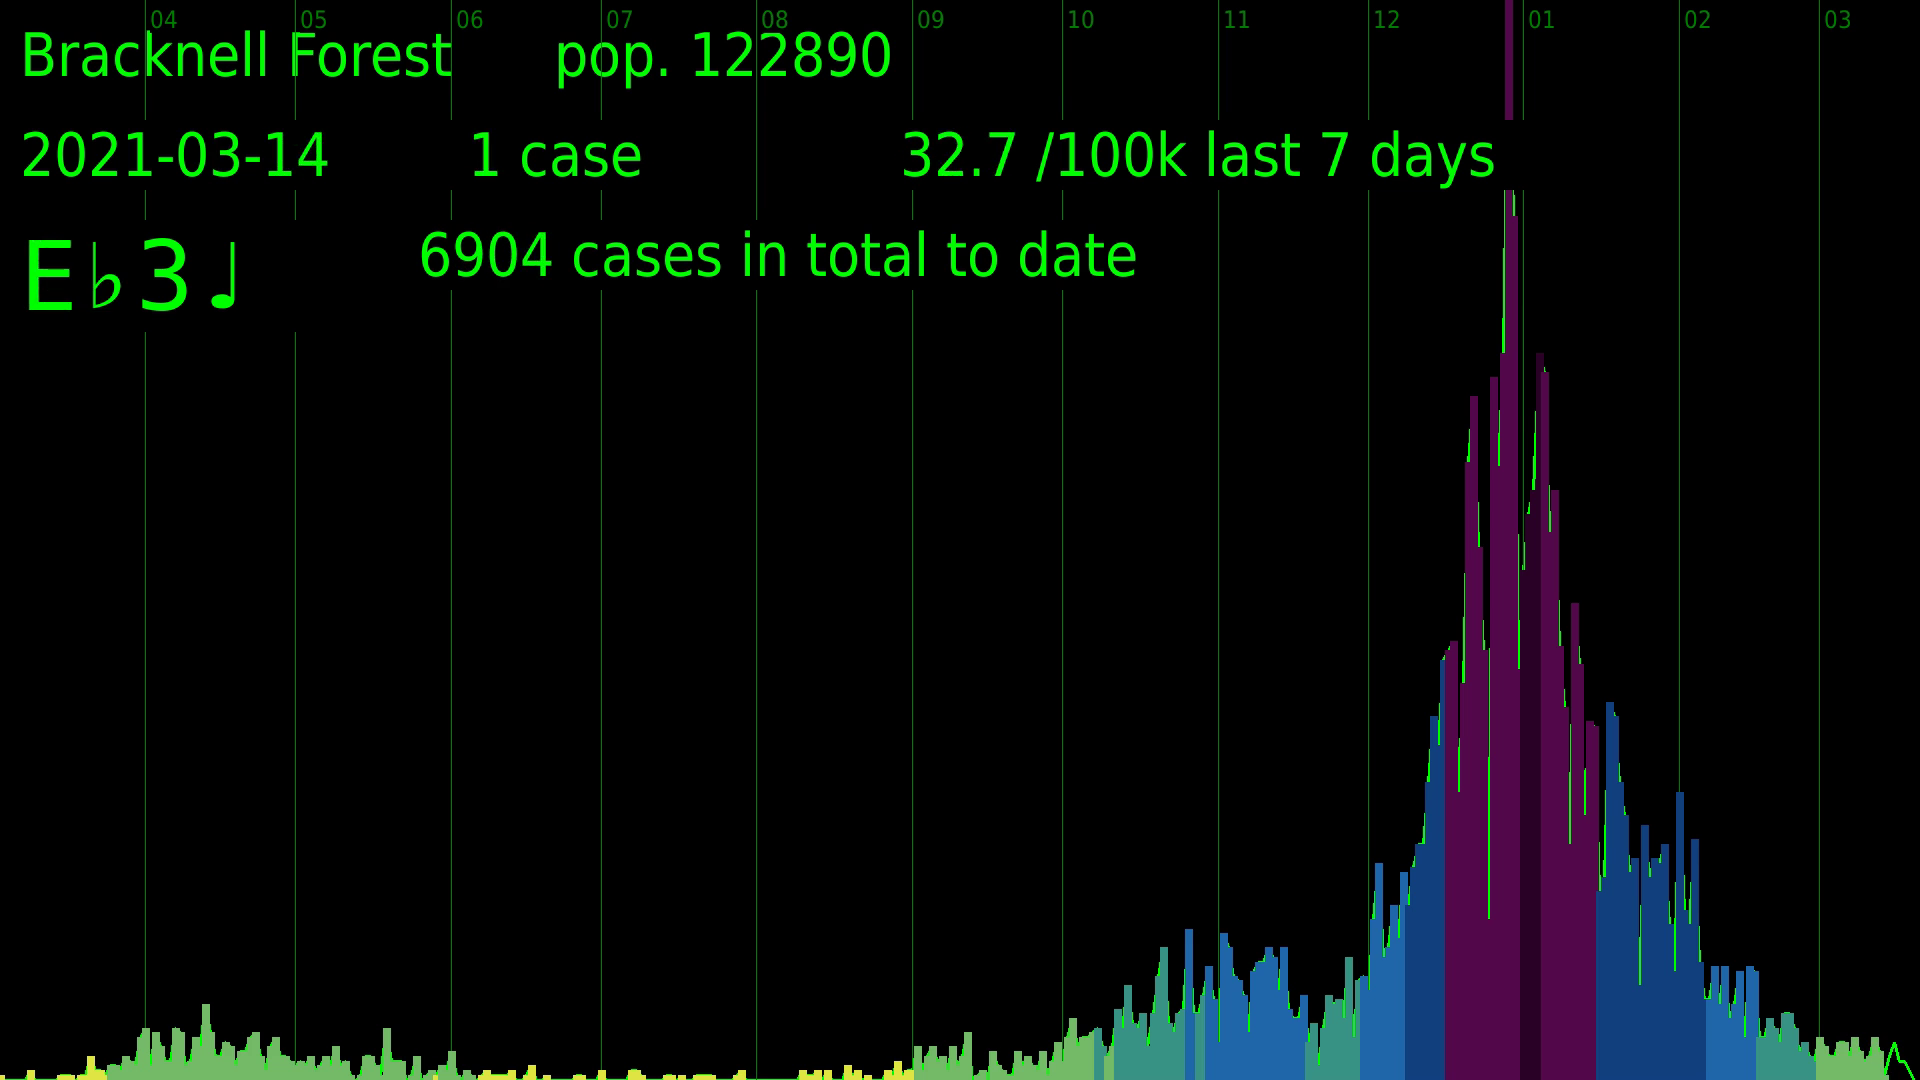 04 05 06 07 08 09 10 11 12 01 02 03
Bracknell Forest pop. 122890
2021-03-14 1 case 32.7 /100k last 7 days
E♭3♩ 6904 cases in total to date